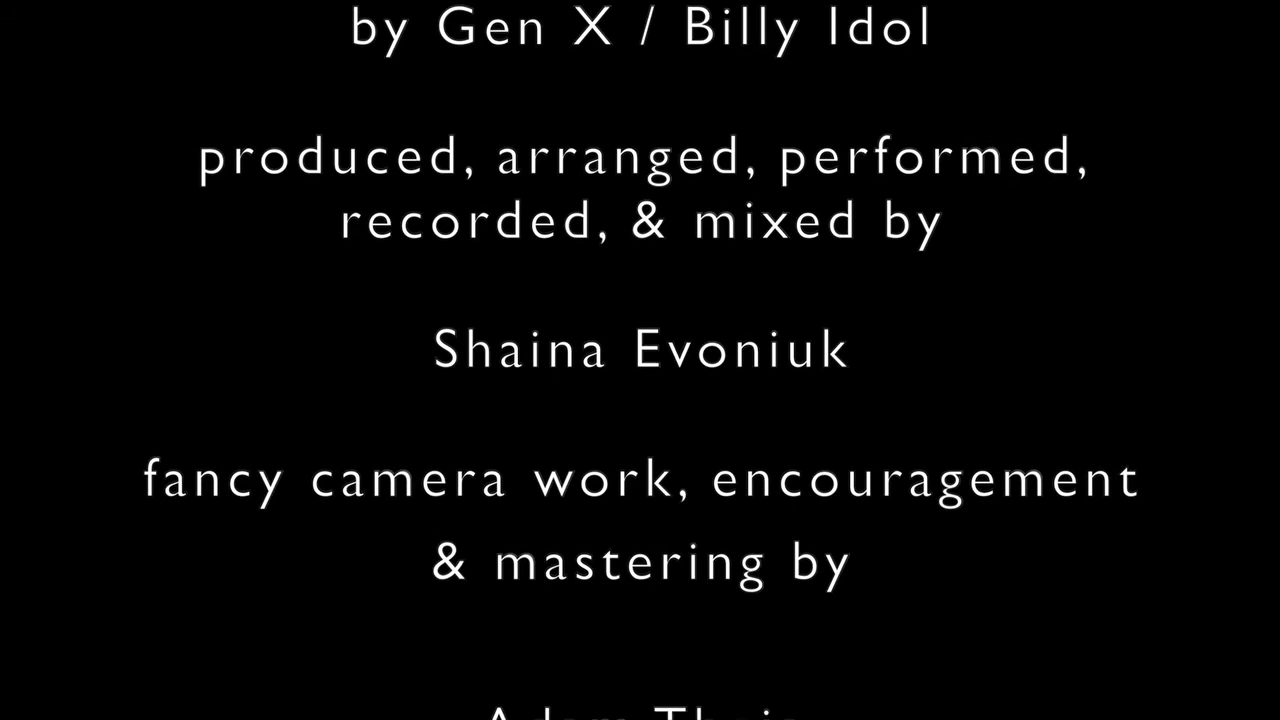 by Gen X / Billy Idol
produced, arranged, performed,
recorded, & mixed by
Shaina Evoniuk
fancy camera work, encouragement
& mastering by